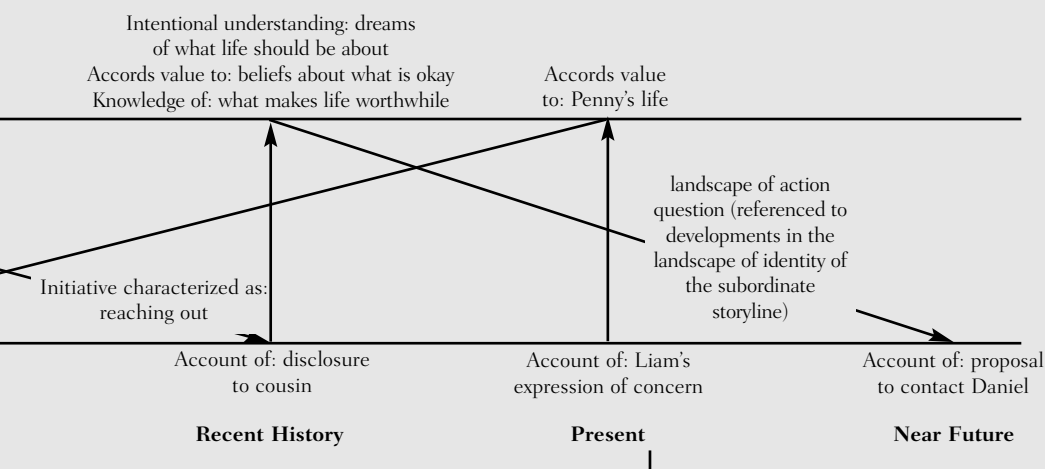 Intentional understanding: dreams
of what life should be about
Accords value to: beliefs about what is okay
Knowledge of: what makes life worthwhile
Accords value
to: Penny's life
landscape of action
question (referenced to
developments in the
landscape of identity of
the subordinate
storyline)
Initiative characterized as:
reaching out
Account of: disclosure
to cousin
Account of: Liam's
expression of concern
Account of: proposal
to contact Daniel
Recent History
Present
Near Future